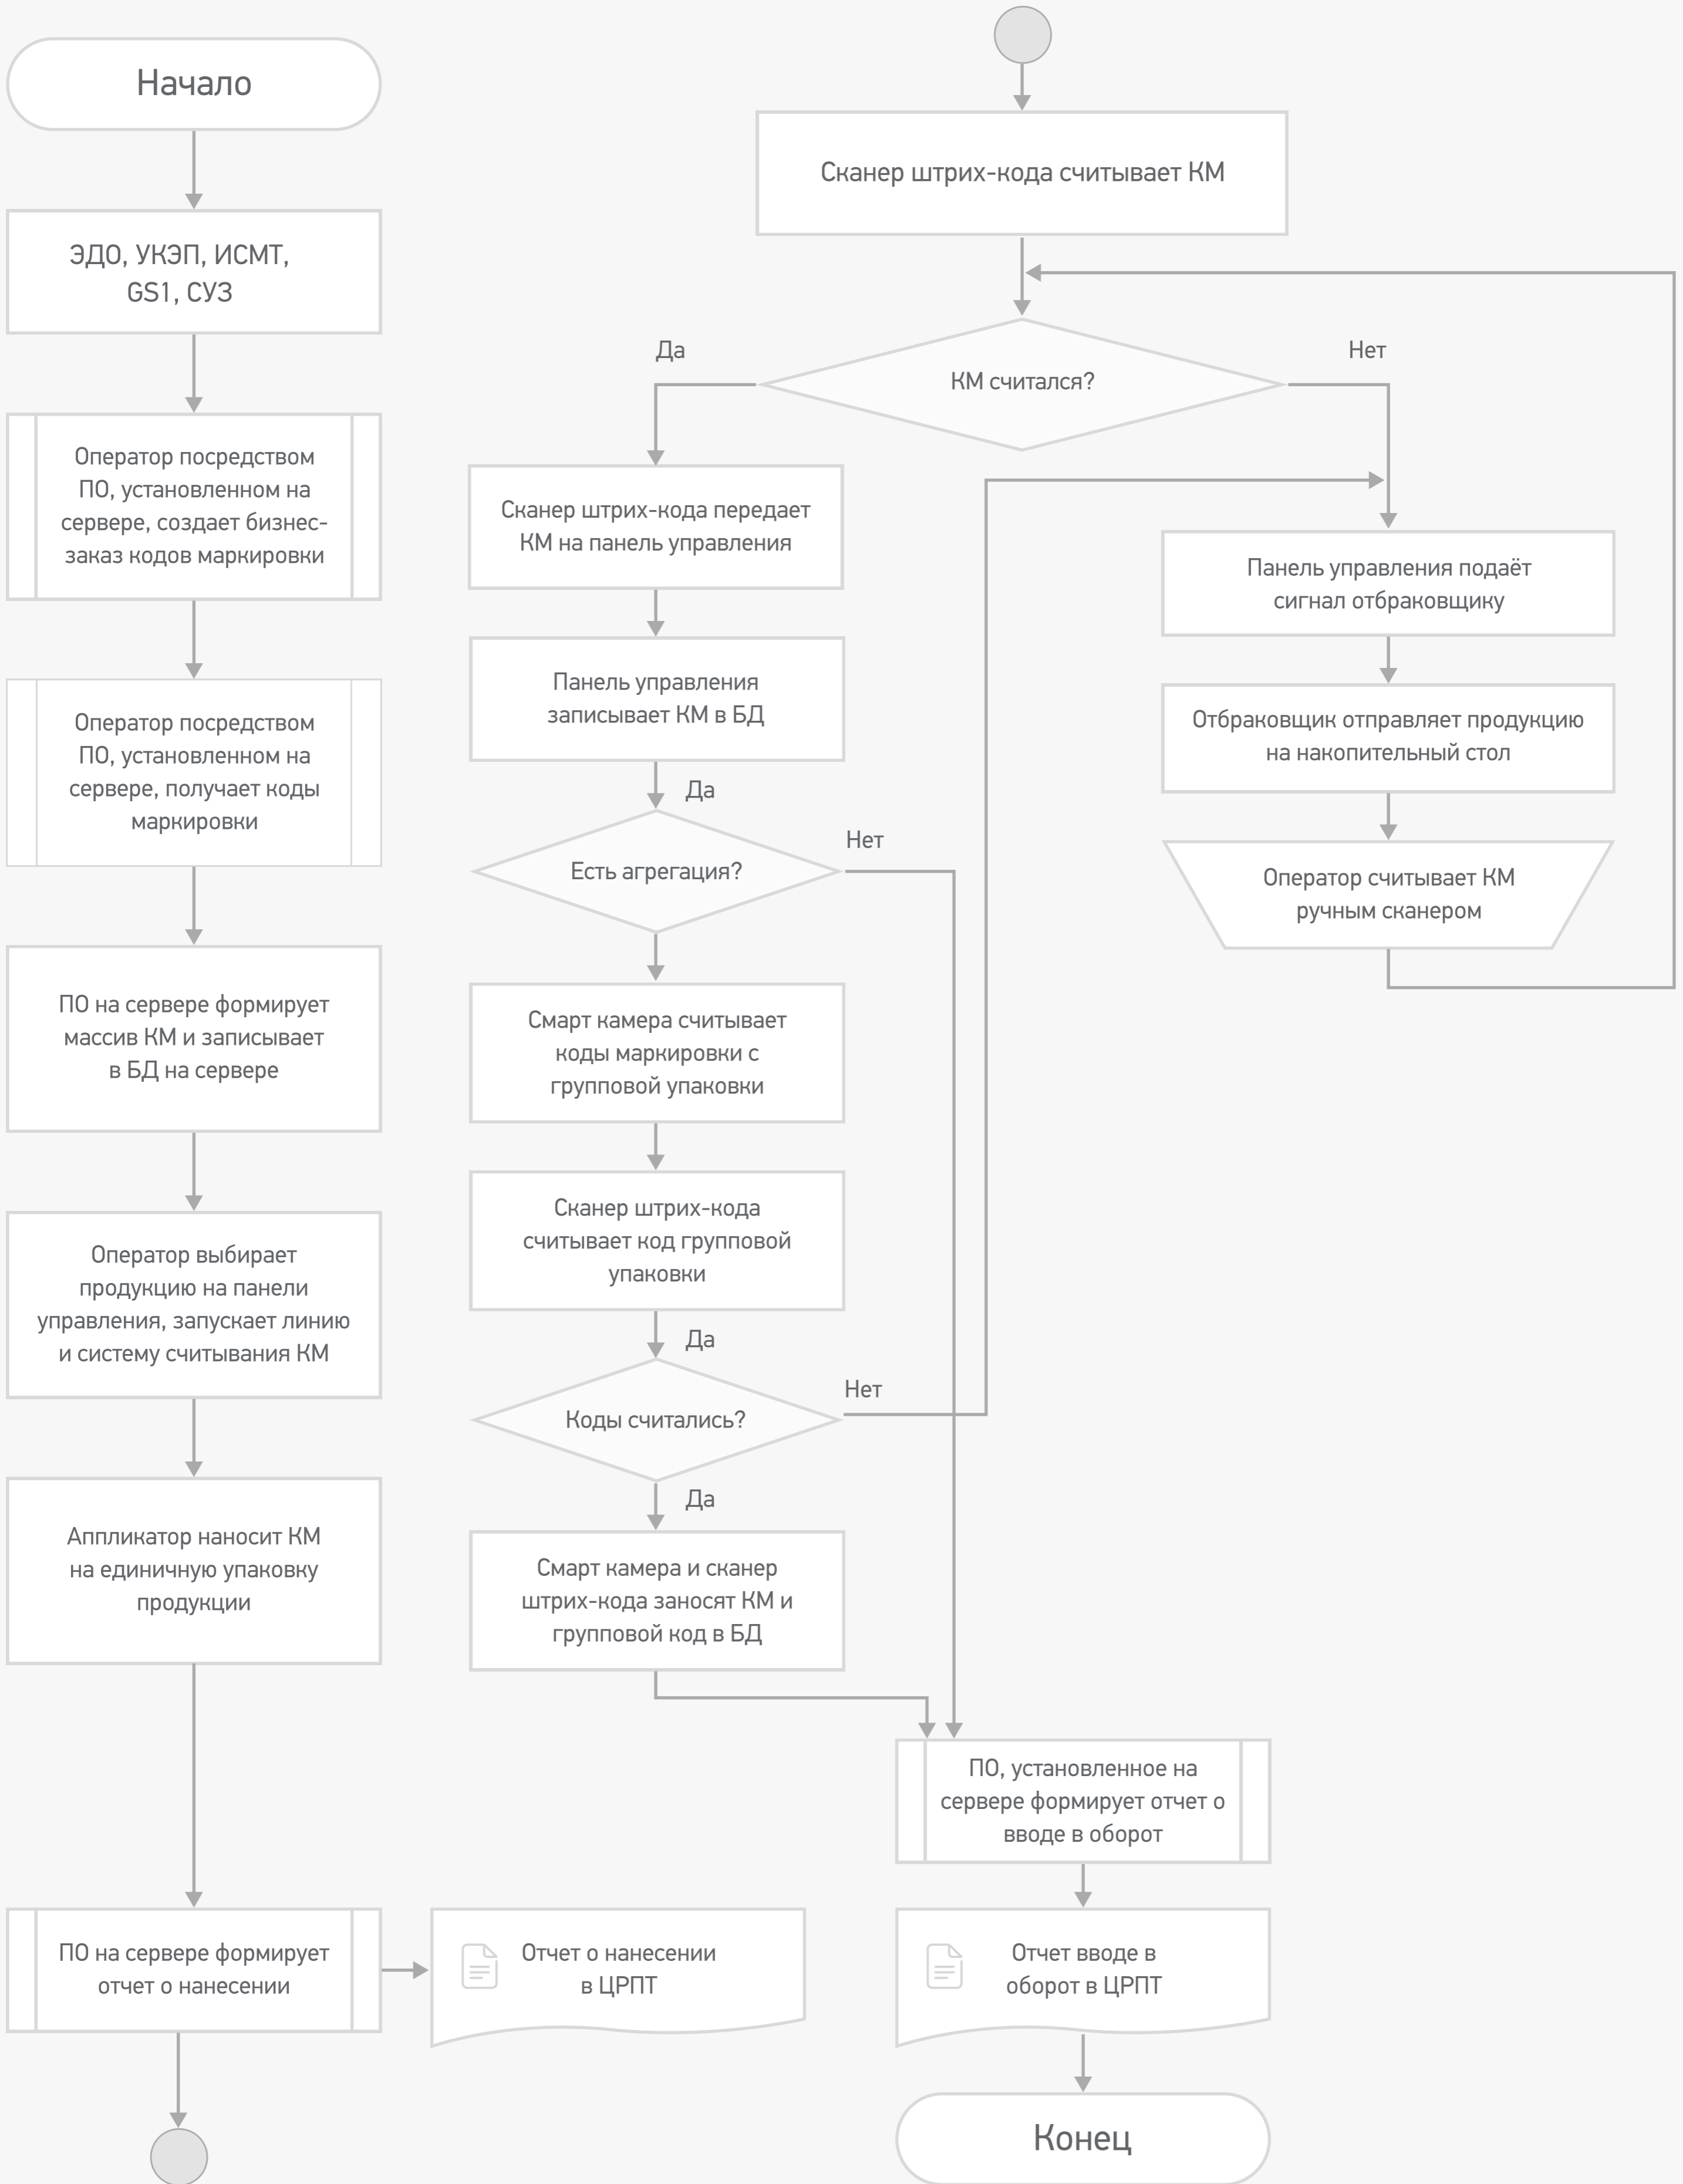 Начало
ЭДО, УКЭП, ИСМТ,
GS1, СУЗ
Оператор посредством
ПО, установленном на
сервере, создает бизнес-
заказ кодов маркировки
Оператор посредством
ПО, установленном на
сервере, получает коды
маркировки
ПО на сервере формирует
массив КМ и записывает
в БД на сервере
Оператор выбирает
продукцию на панели
управления, запускает линию
и систему считывания КМ
Аппликатор наносит КМ
на единичную упаковку
продукции
ПО на сервере формирует
отчет о нанесении
Отчет о нанесении
в ЦРПТ
Сканер штрих-кода считывает КМ
КМ считался?
Да
Нет
Сканер штрих-кода передает
КМ на панель управления
Панель управления
записывает КМ в БД
Да
Есть агрегация?
Нет
Смарт камера считывает
коды маркировки с
групповой упаковки
Сканер штрих-кода
считывает код групповой
упаковки
Да
Коды считались?
Нет
Да
Смарт камера и сканер
штрих-кода заносят КМ и
групповой код в БД
Панель управления подаёт
сигнал отбраковщику
Отбраковщик отправляет продукцию
на накопительный стол
Оператор считывает КМ
ручным сканером
ПО, установленное на
сервере формирует отчет о
вводе в оборот
Отчет вводе в
оборот в ЦРПТ
Конец